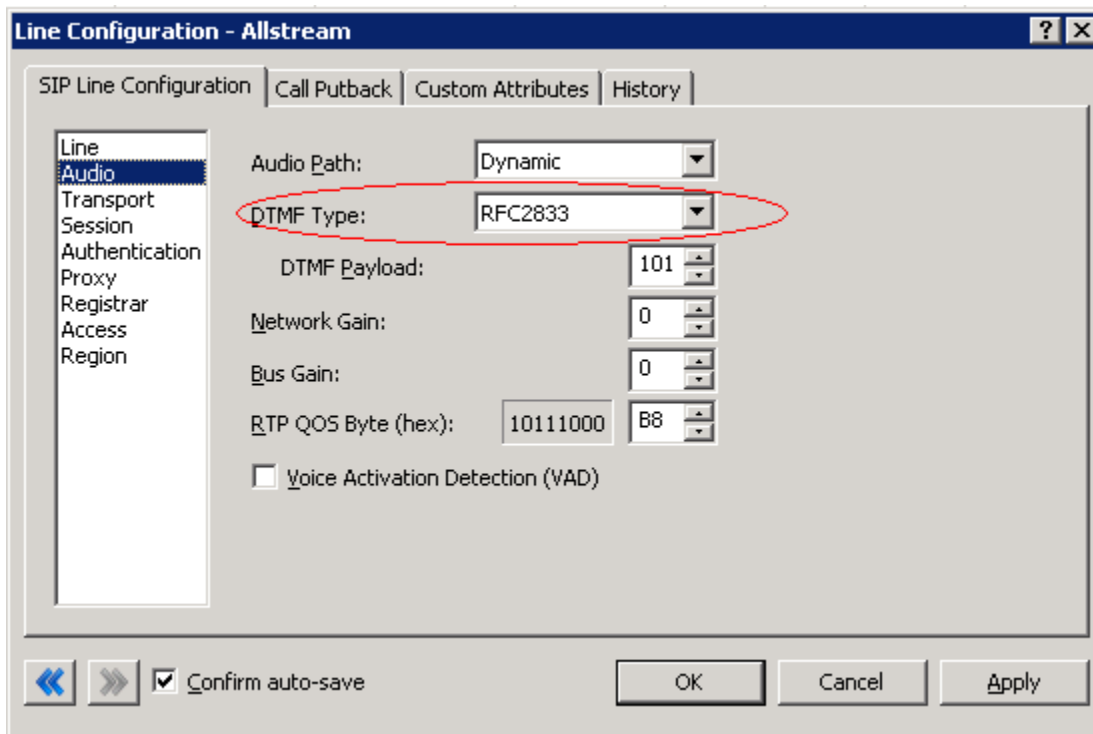 Line Configuration - Allstream
SIP Line Configuration
Call Putback
Custom Attributes
History
Line
Audio
Transport
Session
Authentication
Proxy
Registrar
Access
Region
Audio Path: Dynamic
DTMF Type: RFC2833
DTMF Payload: 101
Network Gain: 0
Bus Gain: 0
RTP QOS Byte (hex): 10111000 B8
Voice Activation Detection (VAD)
Confirm auto-save
OK
Cancel
Apply